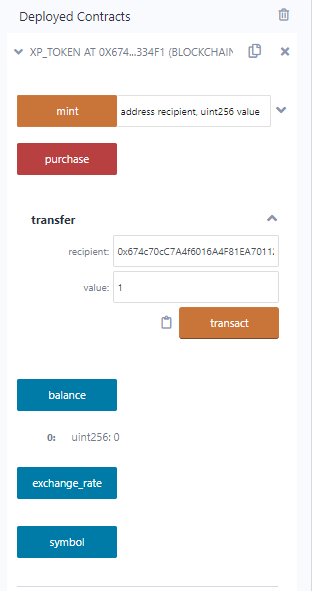 Deployed Contracts
XP_TOKEN AT 0X674...334F1 (BLOCKCHAIN
mint
address recipient, uint256 value
purchase
transfer
recipient: 0x674c70cC7A4f6016A4F81EA70112
value: 1
transact
balance
0: uint256: 0
exchange_rate
symbol